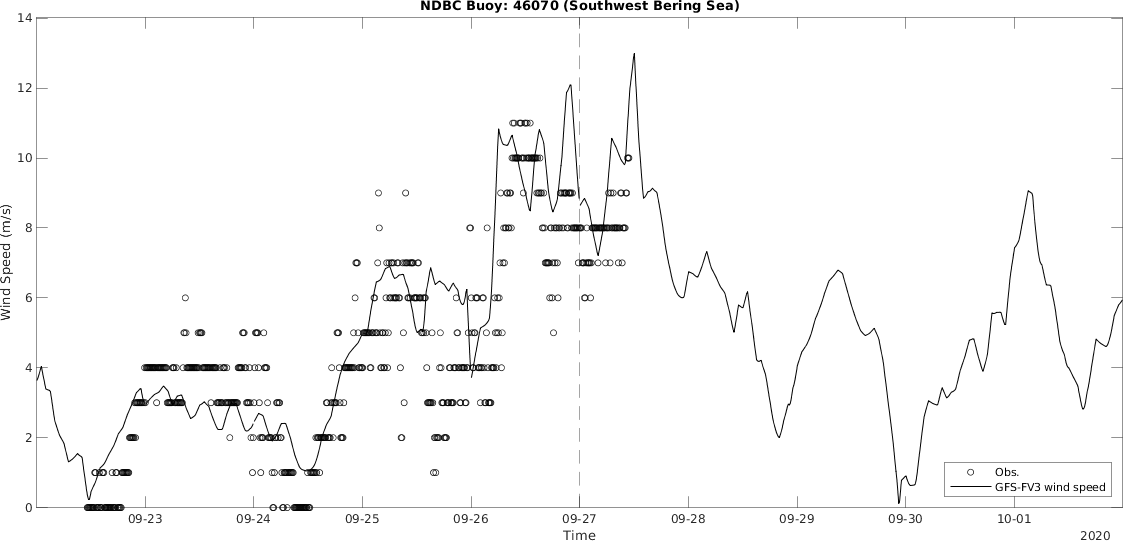 NDBC Buoy: 46070 (Southwest Bering Sea)
14
12
10
8
6
4
2
0
Wind Speed (m/s)
09-23 09-24 09-25 09-26 09-27 09-28 09-29 09-30 10-01
Time
2020
Obs.
GFS-FV3 wind speed